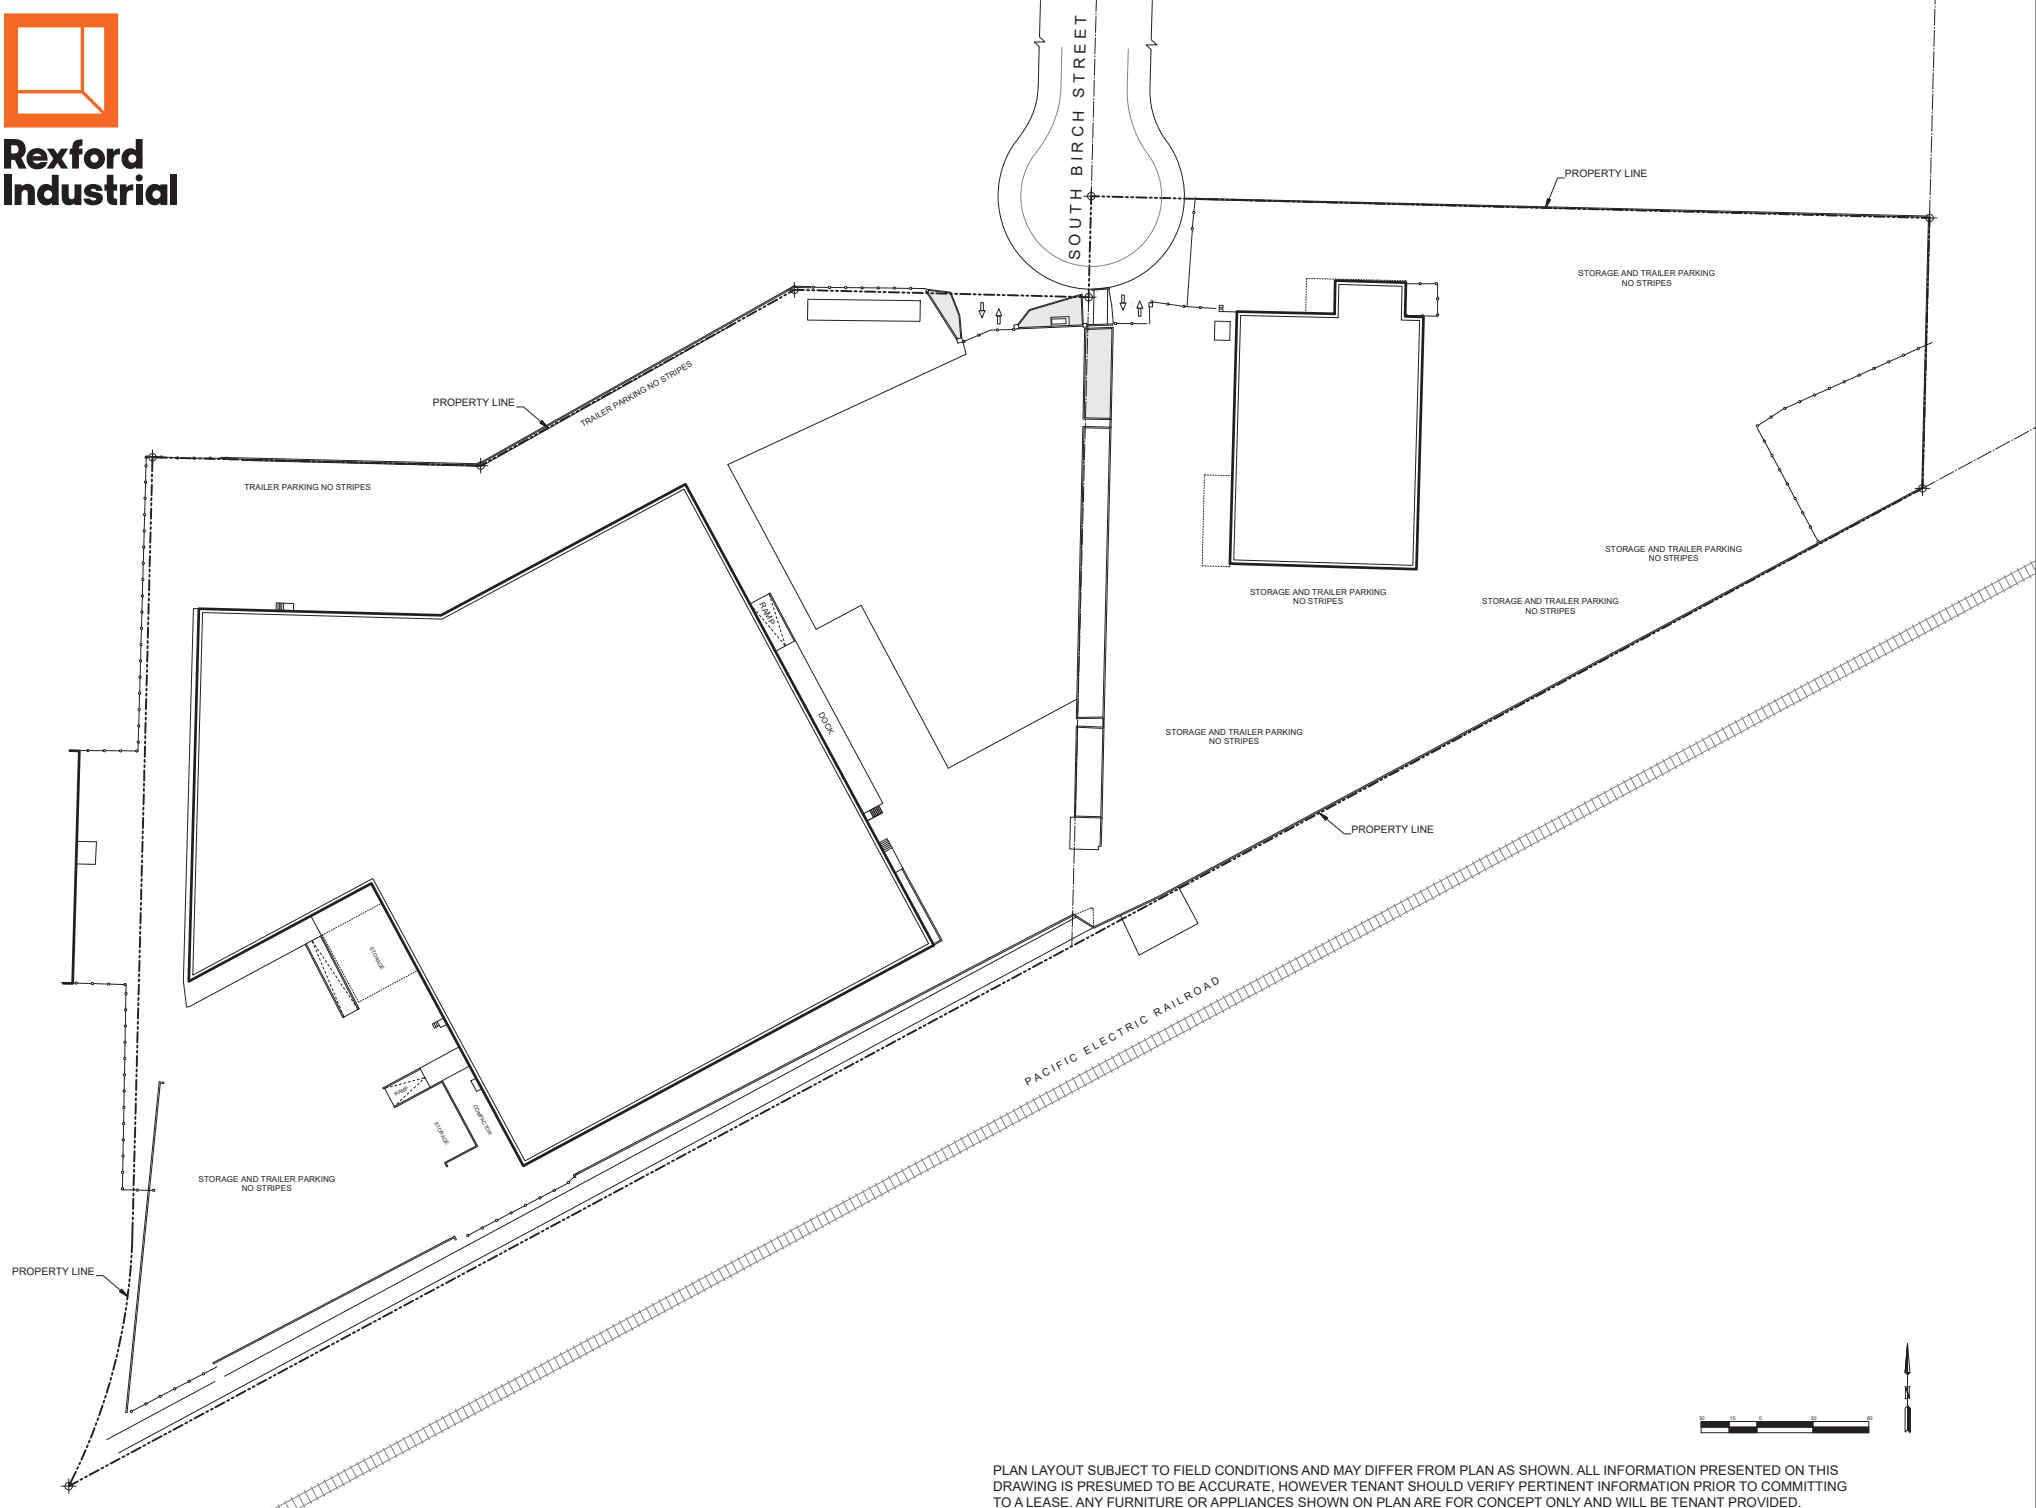 Rexford
Industrial
SOUTH BIRCH STREET
PROPERTY LINE
STORAGE AND TRAILER PARKING
NO STRIPES
PROPERTY LINE
TRAILER PARKING NO STRIPES
TRAILER PARKING NO STRIPES
STORAGE AND TRAILER PARKING
NO STRIPES
STORAGE AND TRAILER PARKING
NO STRIPES
STORAGE AND TRAILER PARKING
NO STRIPES
RAMP
DOCK
STORAGE AND TRAILER PARKING
NO STRIPES
PROPERTY LINE
STORAGE
PACIFIC ELECTRIC RAILROAD
RAMP
STORAGE
COMPACTOR
STORAGE AND TRAILER PARKING
NO STRIPES
PROPERTY LINE
30 15 0 30 60
N
PLAN LAYOUT SUBJECT TO FIELD CONDITIONS AND MAY DIFFER FROM PLAN AS SHOWN. ALL INFORMATION PRESENTED ON THIS
DRAWING IS PRESUMED TO BE ACCURATE, HOWEVER TENANT SHOULD VERIFY PERTINENT INFORMATION PRIOR TO COMMITTING
TO A LEASE. ANY FURNITURE OR APPLIANCES SHOWN ON PLAN ARE FOR CONCEPT ONLY AND WILL BE TENANT PROVIDED.